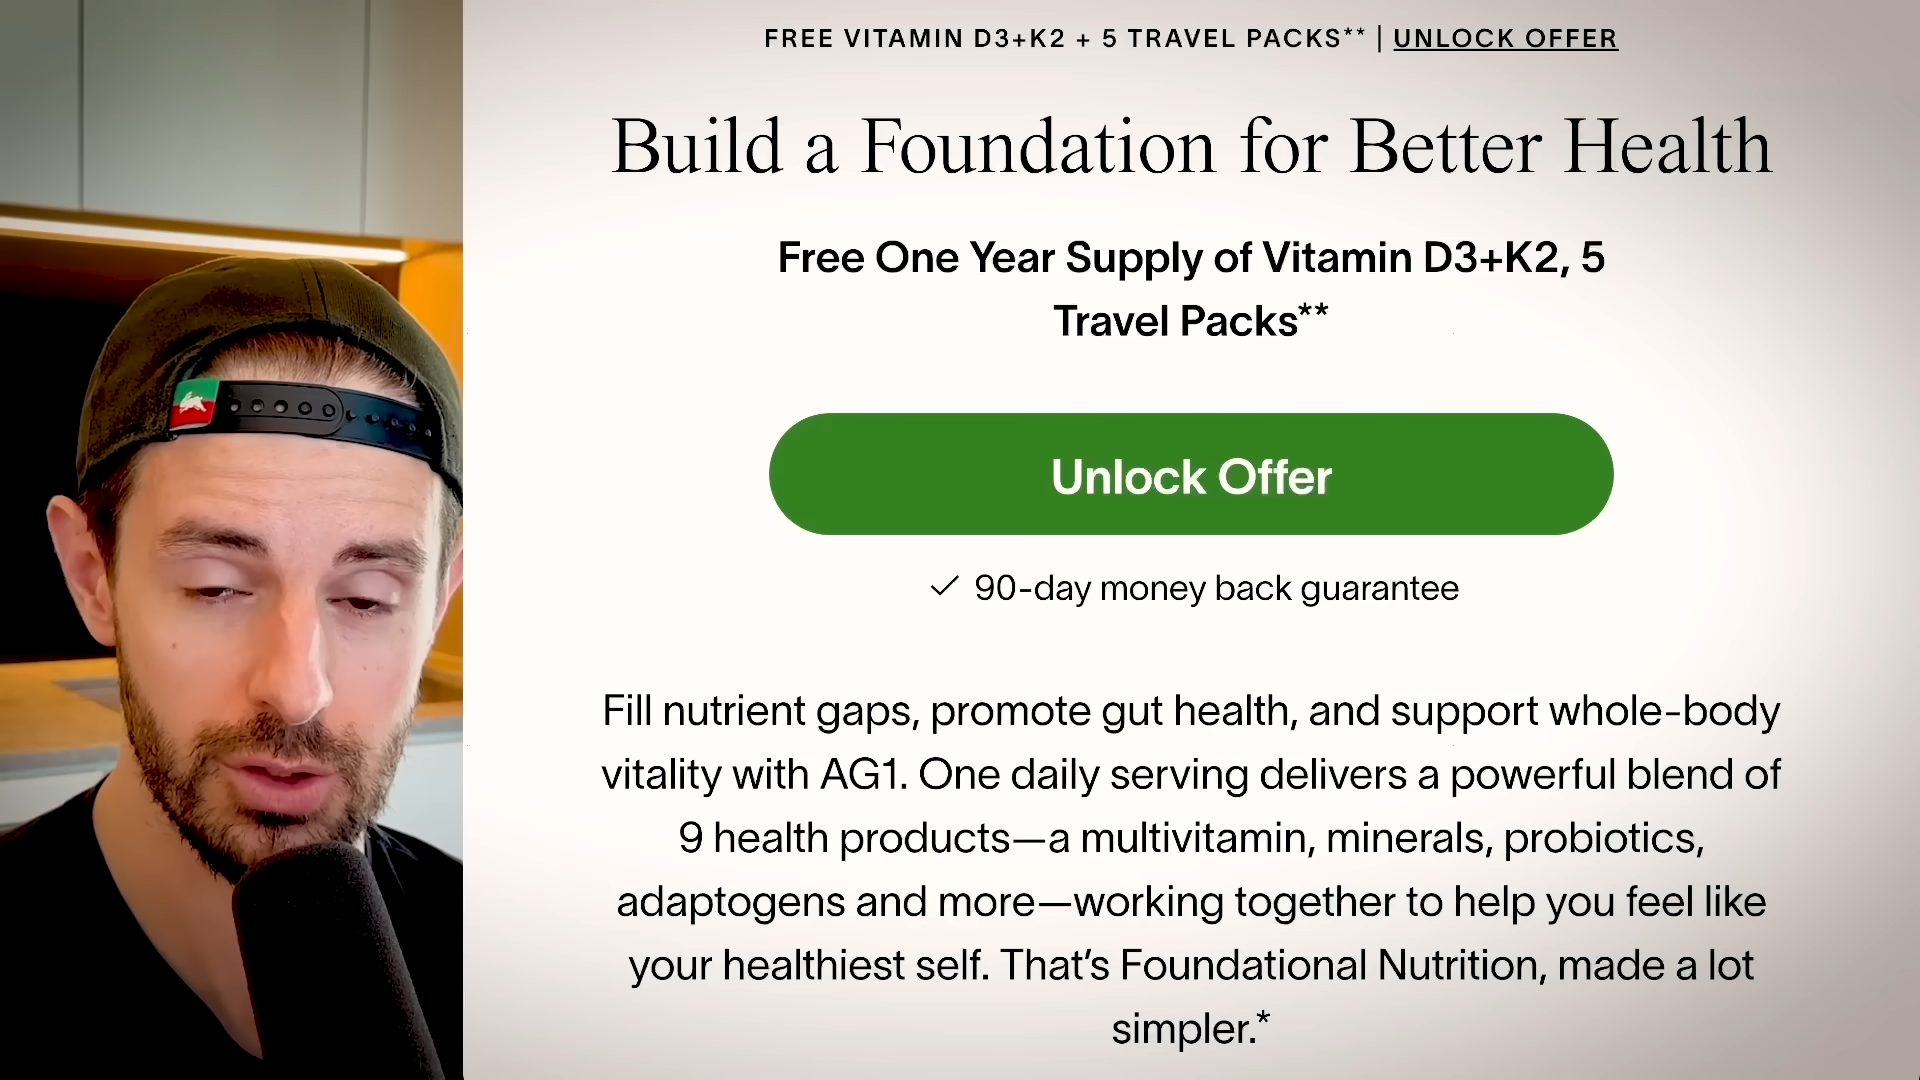 FREE VITAMIN D3+K2 + 5 TRAVEL PACKS** | UNLOCK OFFER
Build a Foundation for Better Health
Free One Year Supply of Vitamin D3+K2, 5
Travel Packs**
Unlock Offer
✓ 90-day money back guarantee
Fill nutrient gaps, promote gut health, and support whole-body
vitality with AG1. One daily serving delivers a powerful blend of
9 health products—a multivitamin, minerals, probiotics,
adaptogens and more—working together to help you feel like
your healthiest self. That’s Foundational Nutrition, made a lot
simpler.*